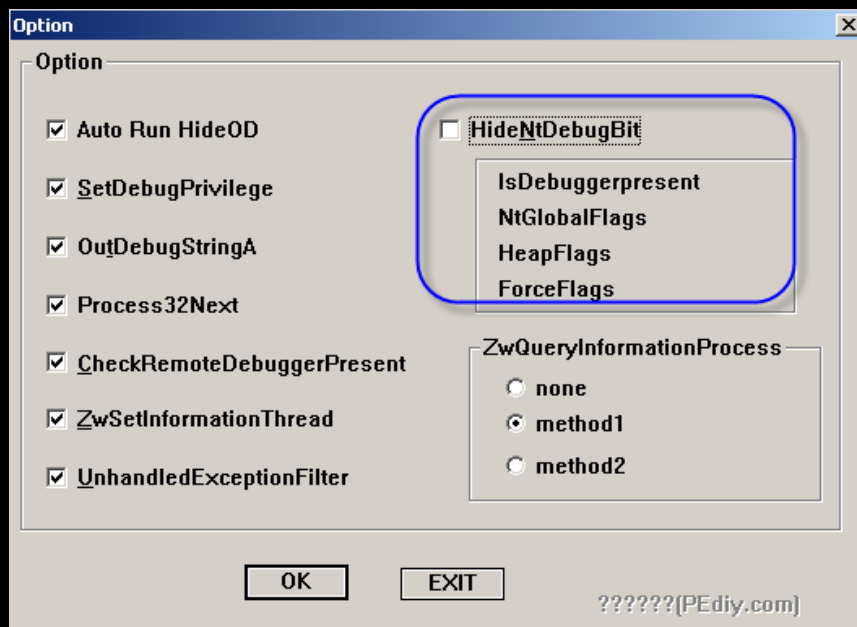 Option
Option
Auto Run HideOD
SetDebugPrivilege
OutDebugStringA
Process32Next
CheckRemoteDebuggerPresent
ZwSetInformationThread
UnhandledExceptionFilter
HideNtDebugBit
IsDebuggerpresent
NtGlobalFlags
HeapFlags
ForceFlags
ZwQueryInformationProcess
none
method1
method2
OK
EXIT
??????(PEdiy.com)